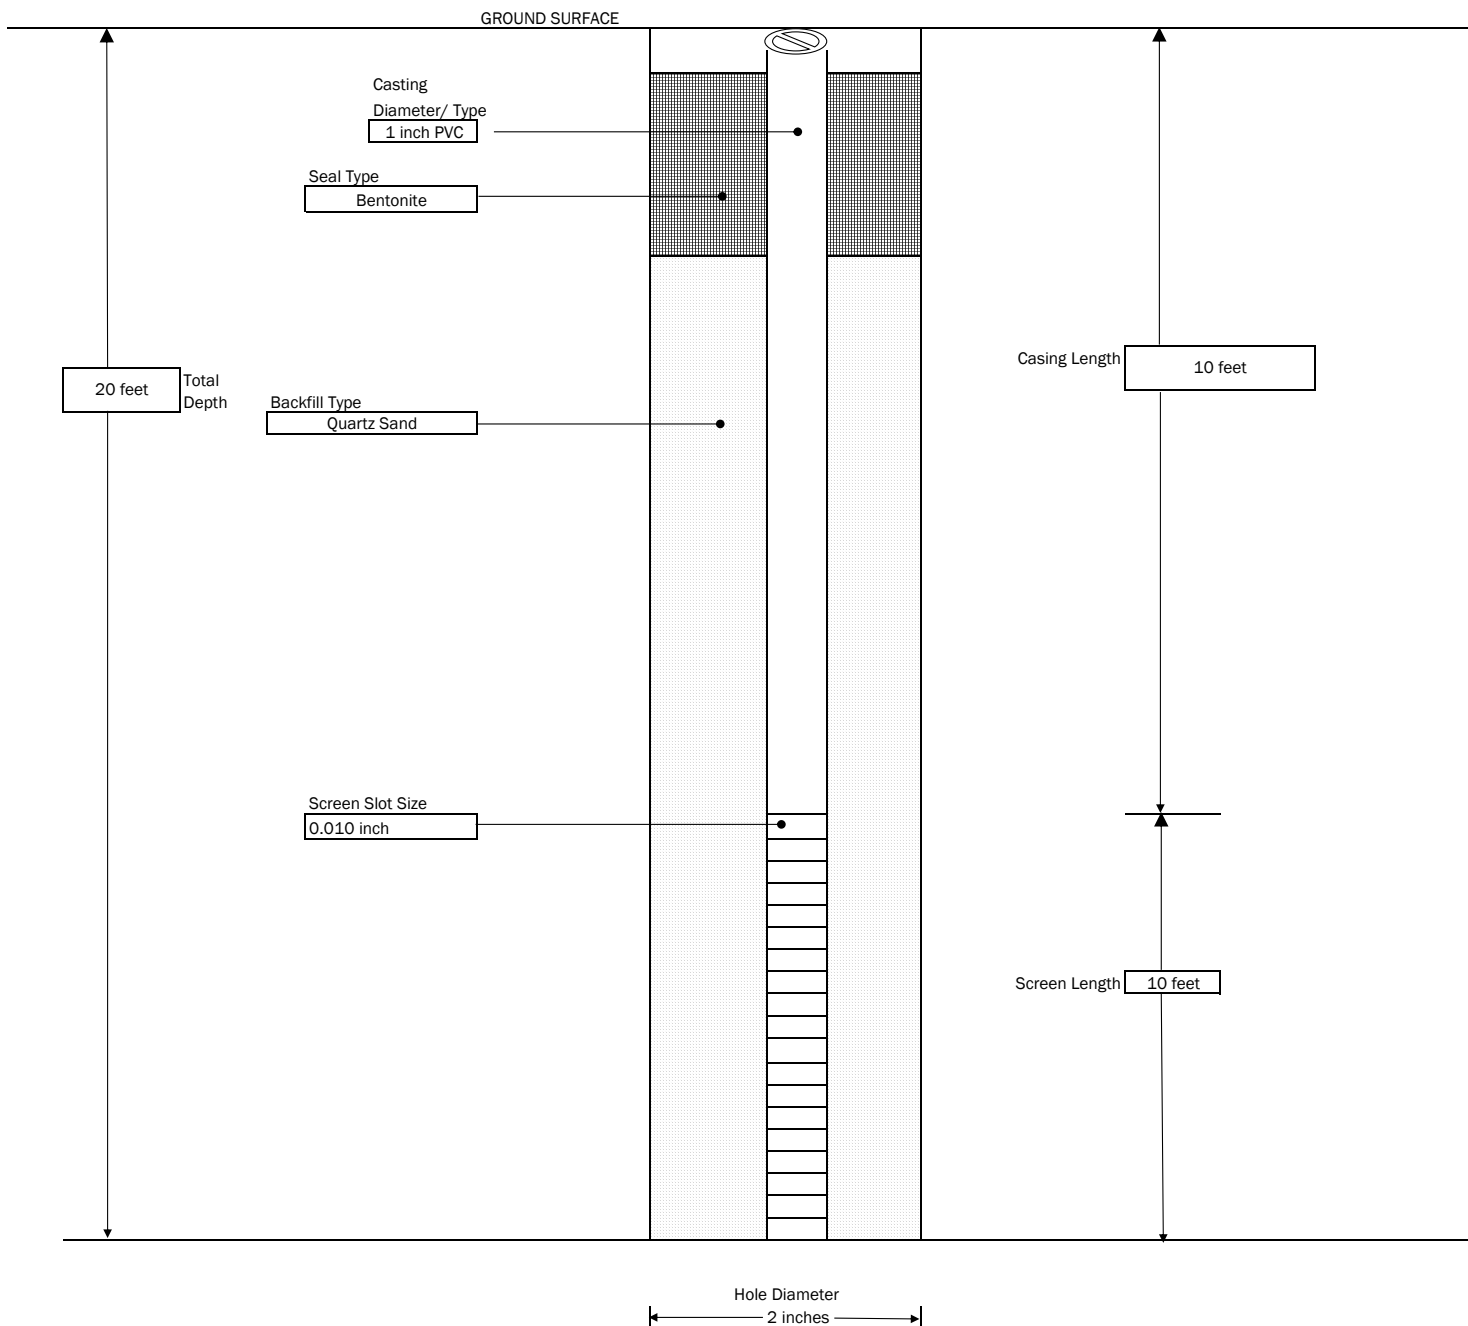 GROUND SURFACE
Casting
Diameter/ Type
1 inch PVC
Seal Type
Bentonite
Casing Length
10 feet
20 feet
Total
Depth
Backfill Type
Quartz Sand
Screen Slot Size
0.010 inch
Screen Length
10 feet
Hole Diameter
2 inches